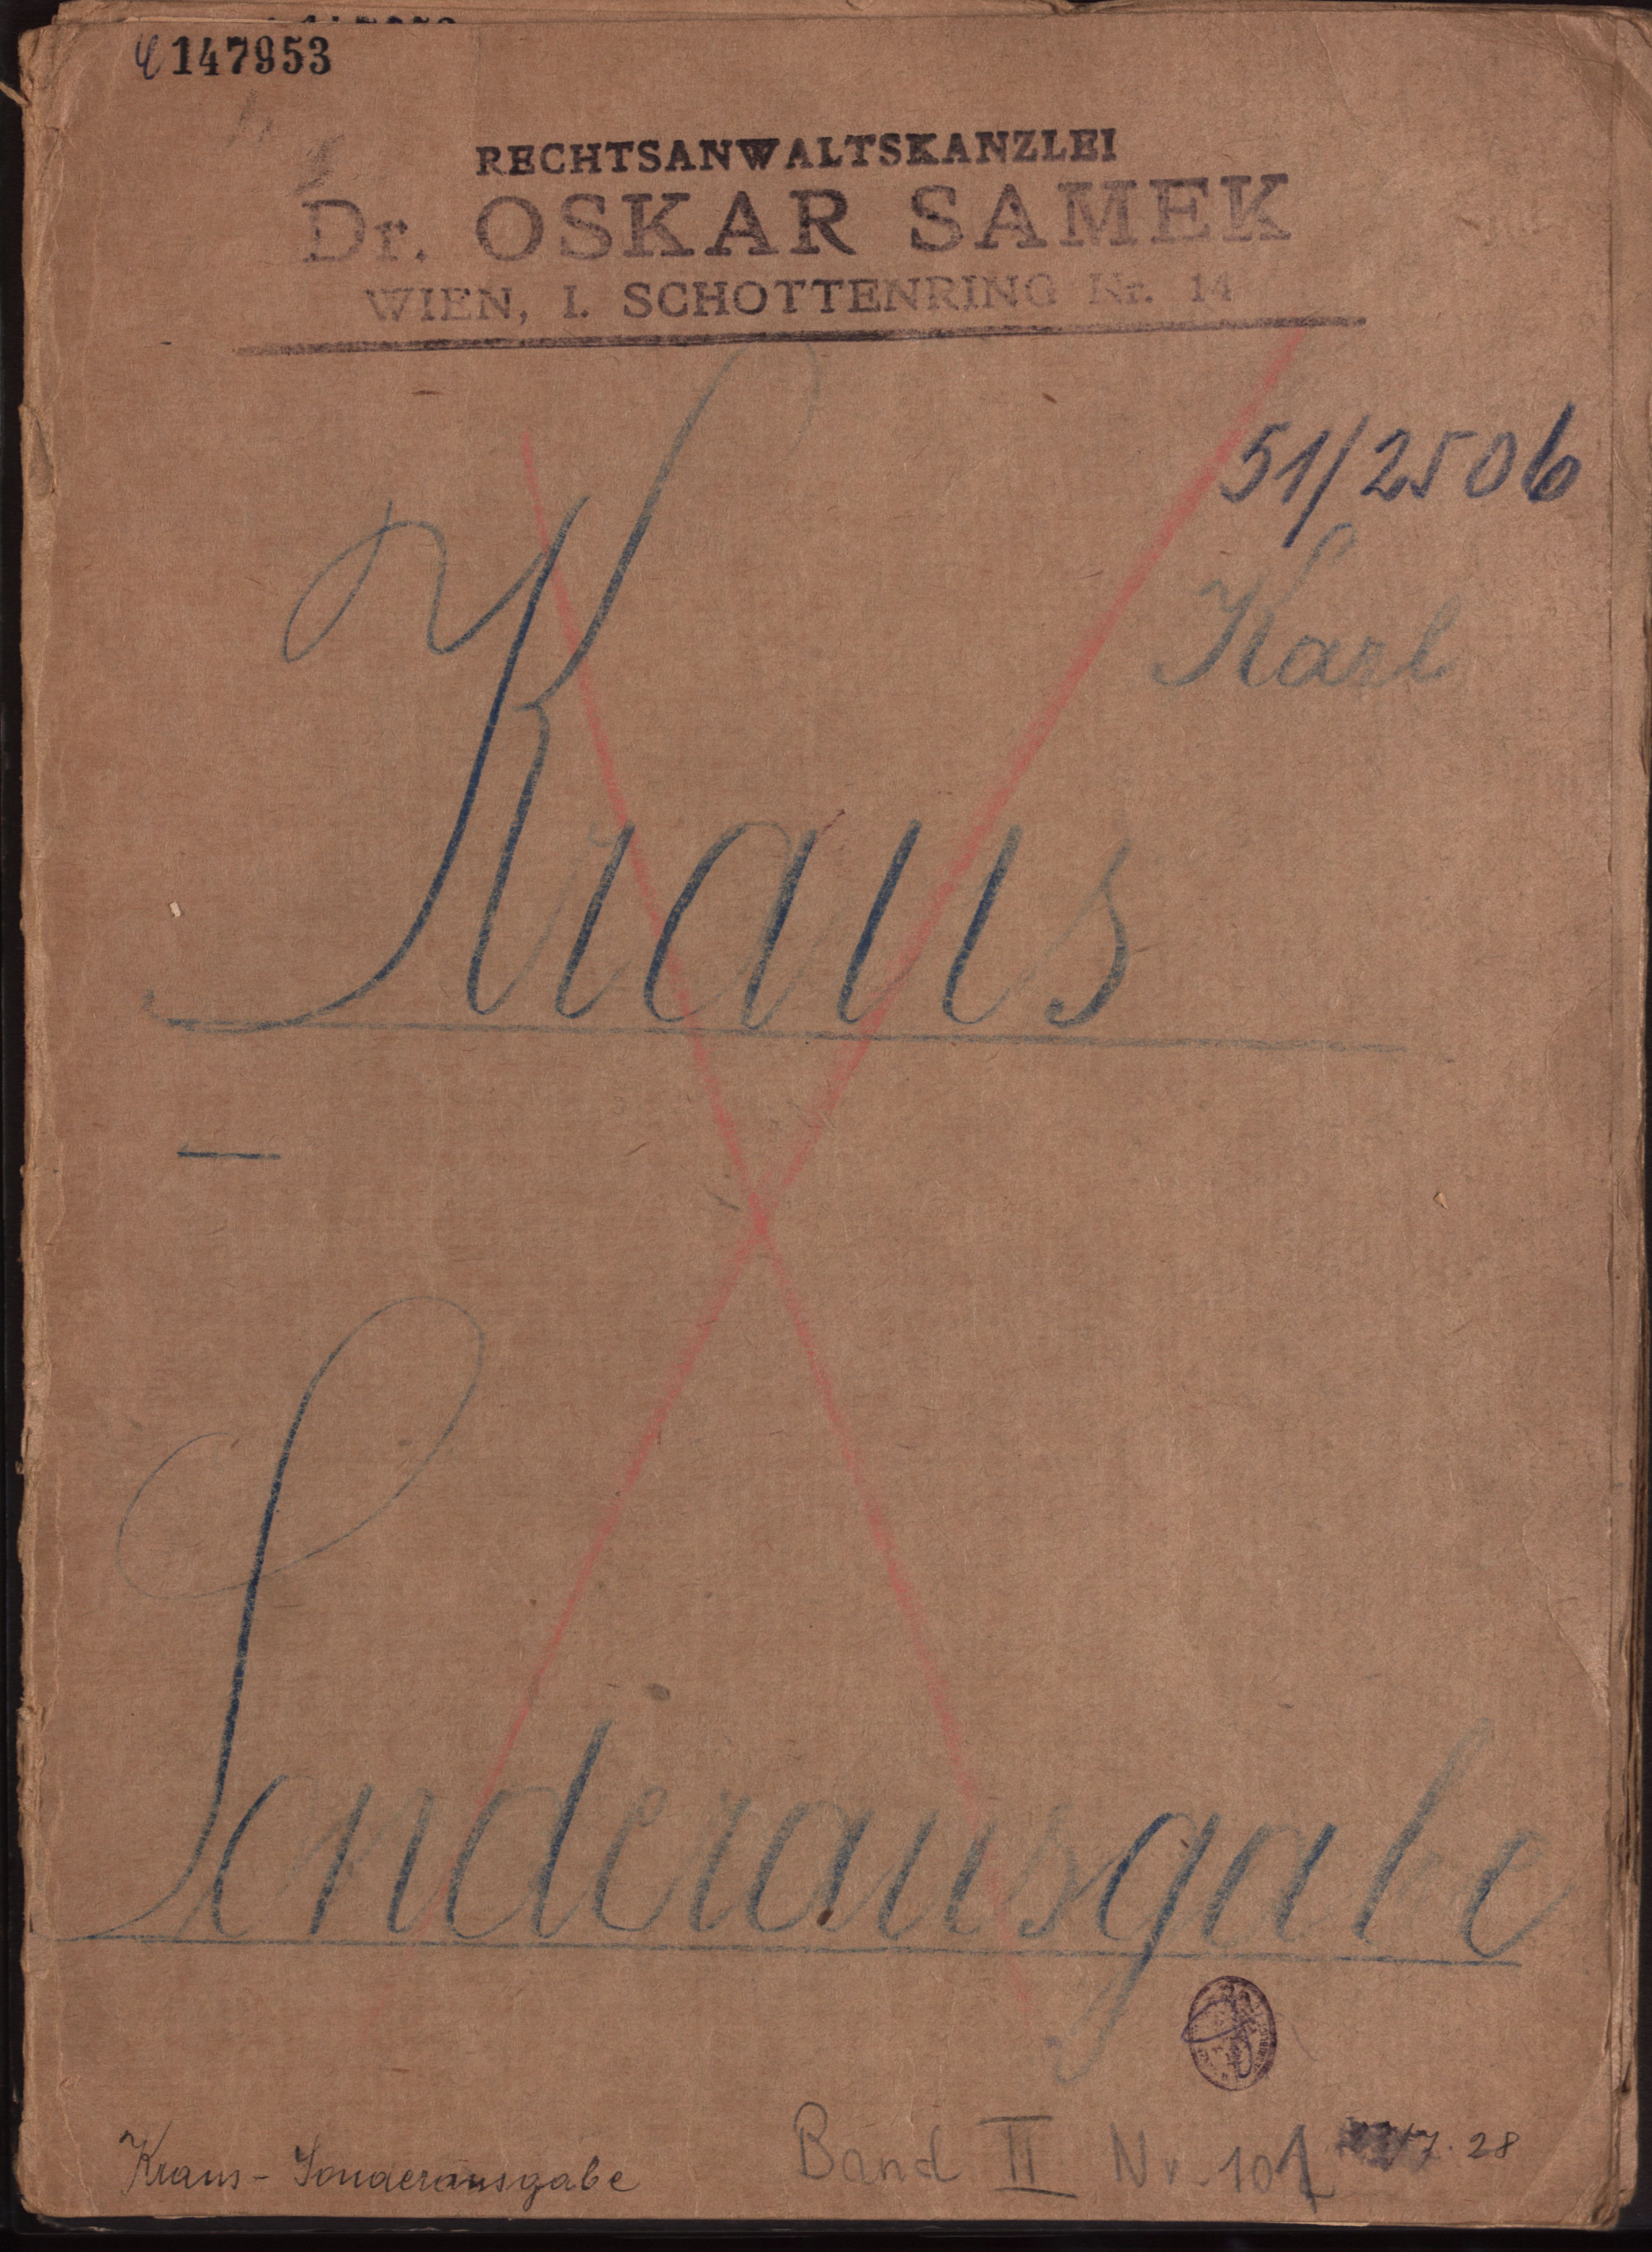 147953
RECHTSANWALTSKANZLEI
Dr. OSKAR SAMEK
WIEN, I. SCHOTTENRING Nr. 14
51/2506
Karl
Kraus
Sonderausgabe
Kraus - Sonderausgabe
Band II Nr. 101
28